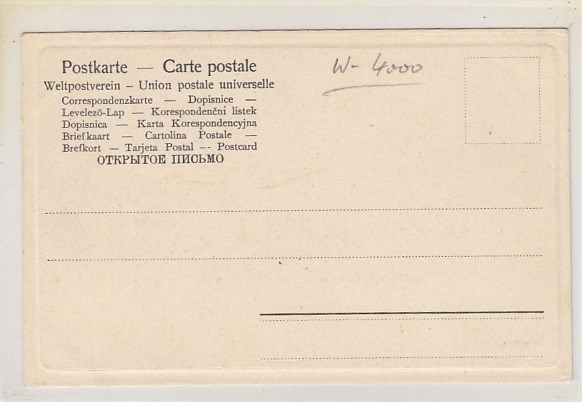 Postkarte — Carte postale
W- 4000
Weltpostverein – Union postale universelle
Correspondenzkarte — Dopisnice —
Levelező-Lap — Korespondenční listek
Dopisnica — Karta Korespondencyjna
Briefkaart — Cartolina Postale —
Brefkort — Tarjeta Postal –- Postcard
ОТКРЫТОЕ ПИСЬМО